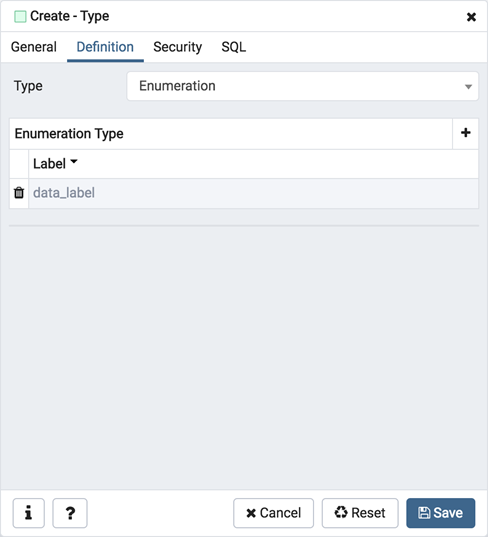 Create - Type
General Definition Security SQL
Type Enumeration
Enumeration Type
Label
data_label
Cancel Reset Save